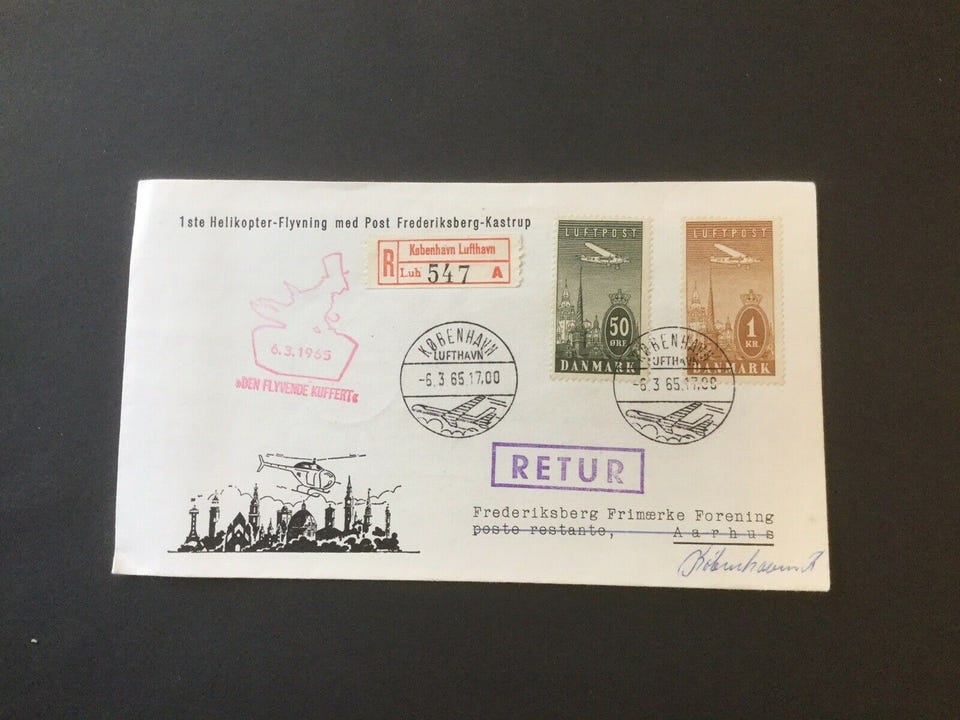 1ste Helikopter-Flyvning med Post Frederiksberg-Kastrup
R
København Lufthavn
Luh 547 A
6.3.1965
»DEN FLYVENDE KUFFERT«
LUFTPOST
50
ØRE
DANMARK
LUFTPOST
1
KR.
DANMARK
KØBENHAVN
LUFTHAVN
-6.3 65.17.00
KØBENHAVN
LUFTHAVN
-6.3 65.17.00
RETUR
Frederiksberg Frimærke Forening
poste restante, Aarhus